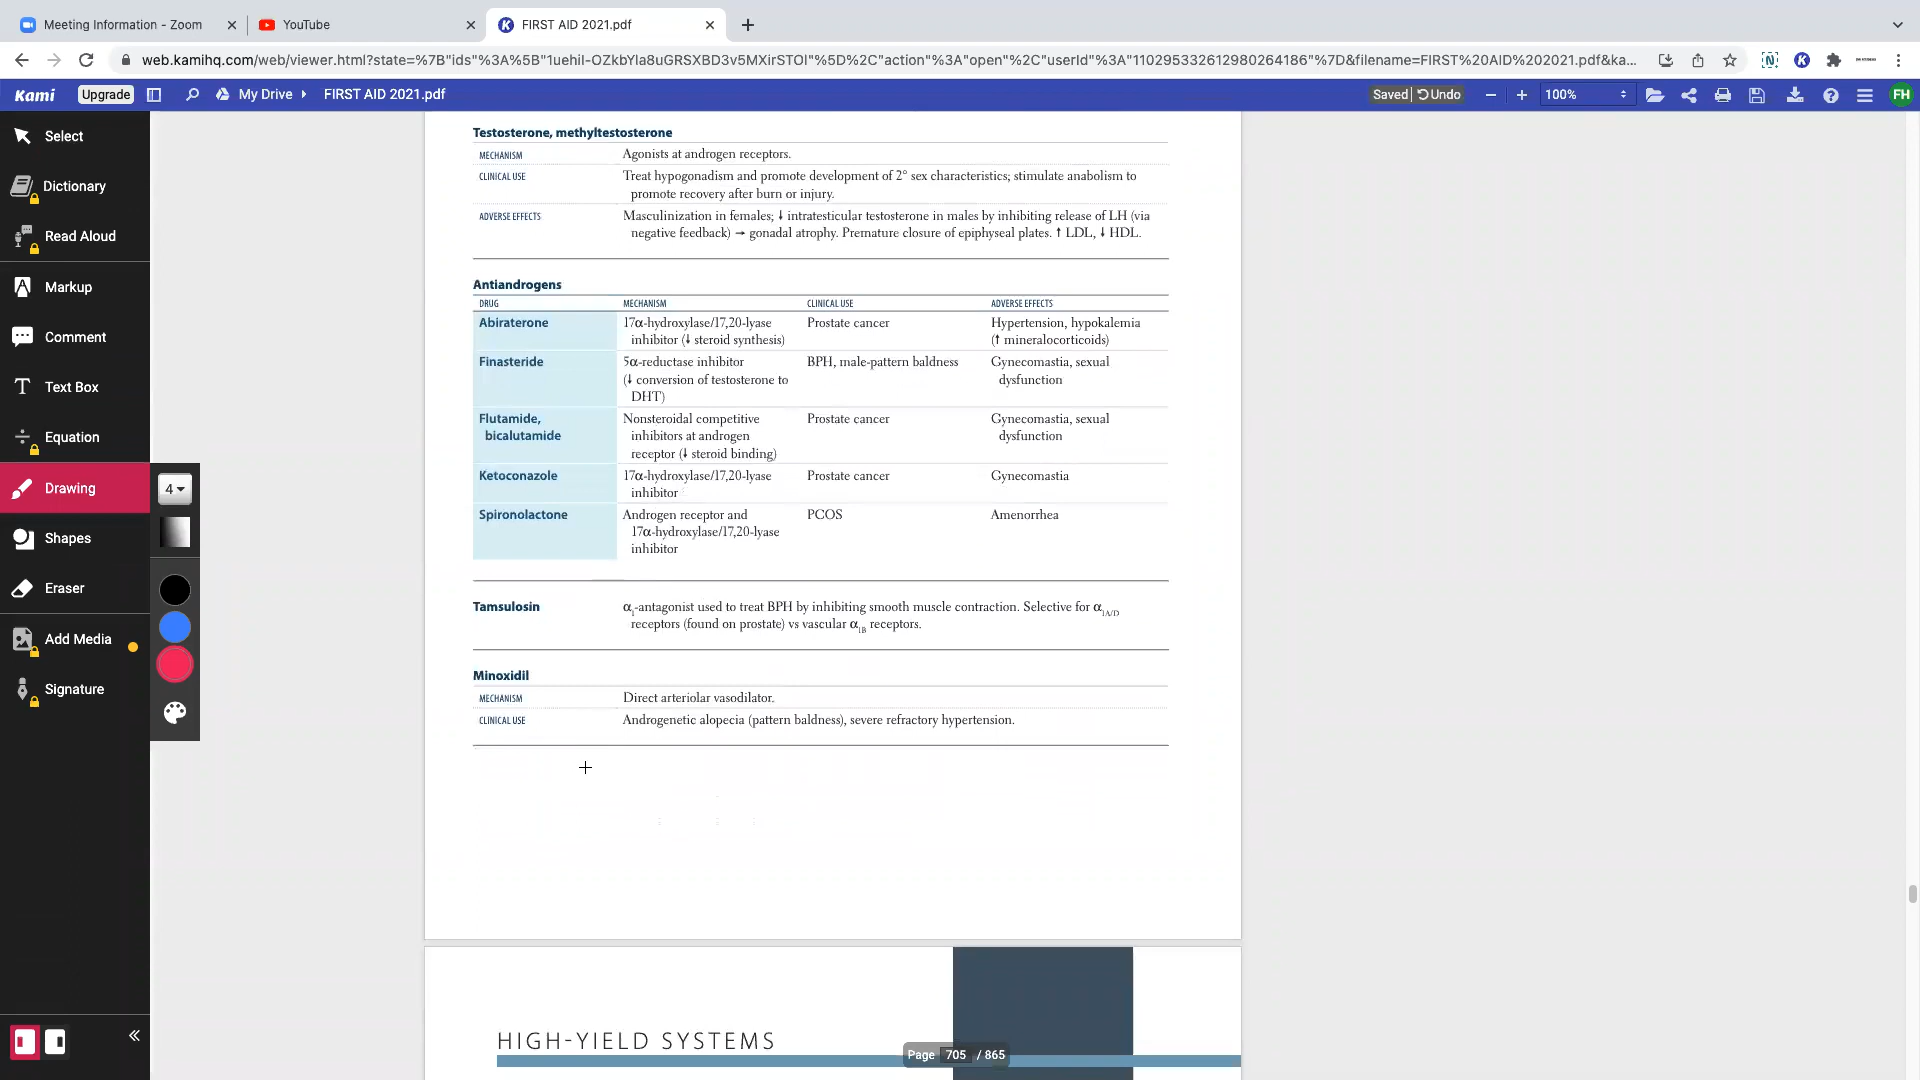 Meeting Information - Zoom
YouTube
FIRST AID 2021.pdf
web.kamihq.com/web/viewer.html?state=%7B"ids"%3A%5B"1uehiI-OZkbYla8uGRSXBD3v5MXirSTOl"%5D%2C"action"%3A"open"%2C"userId"%3A"110295332612980264186"%7D&filename=FIRST%20AID%202021.pdf&ka...
Kami
Upgrade
My Drive
FIRST AID 2021.pdf
Saved
Undo
100%
FH
Select
Dictionary
Read Aloud
Markup
Comment
Text Box
Equation
Drawing
4
Shapes
Eraser
Add Media
Signature
Testosterone, methyltestosterone
MECHANISM Agonists at androgen receptors.
CLINICAL USE Treat hypogonadism and promote development of 2° sex characteristics; stimulate anabolism to
promote recovery after burn or injury.
ADVERSE EFFECTS Masculinization in females; ↓ intratesticular testosterone in males by inhibiting release of LH (via
negative feedback) → gonadal atrophy. Premature closure of epiphyseal plates. ↑ LDL, ↓ HDL.
Antiandrogens
DRUG MECHANISM CLINICAL USE ADVERSE EFFECTS
Abiraterone 17α-hydroxylase/17,20-lyase Prostate cancer Hypertension, hypokalemia
inhibitor (↓ steroid synthesis) (↑ mineralocorticoids)
Finasteride 5α-reductase inhibitor BPH, male-pattern baldness Gynecomastia, sexual
(↓ conversion of testosterone to dysfunction
DHT)
Flutamide, Nonsteroidal competitive Prostate cancer Gynecomastia, sexual
bicalutamide inhibitors at androgen dysfunction
receptor (↓ steroid binding)
Ketoconazole 17α-hydroxylase/17,20-lyase Prostate cancer Gynecomastia
inhibitor
Spironolactone Androgen receptor and PCOS Amenorrhea
17α-hydroxylase/17,20-lyase
inhibitor
Tamsulosin α1-antagonist used to treat BPH by inhibiting smooth muscle contraction. Selective for α1A/D
receptors (found on prostate) vs vascular α1B receptors.
Minoxidil
MECHANISM Direct arteriolar vasodilator.
CLINICAL USE Androgenetic alopecia (pattern baldness), severe refractory hypertension.
HIGH-YIELD SYSTEMS
Page 705 / 865